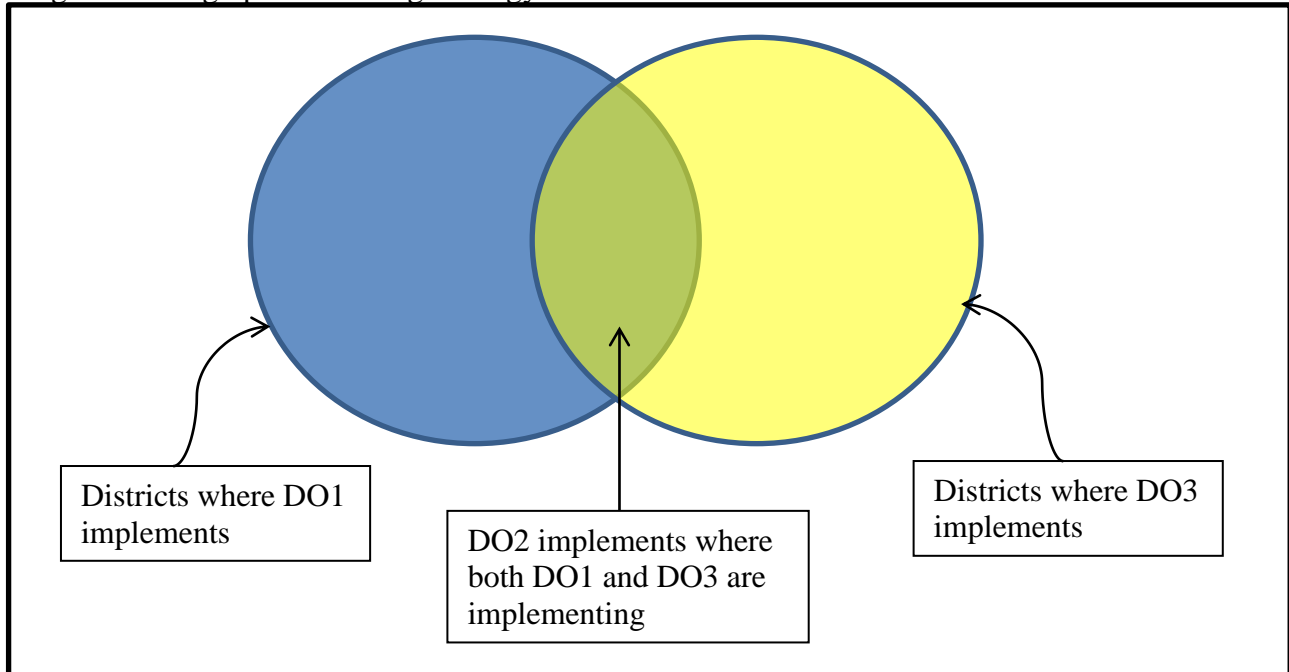 Districts where DO1
implements
DO2 implements where
both DO1 and DO3 are
implementing
Districts where DO3
implements